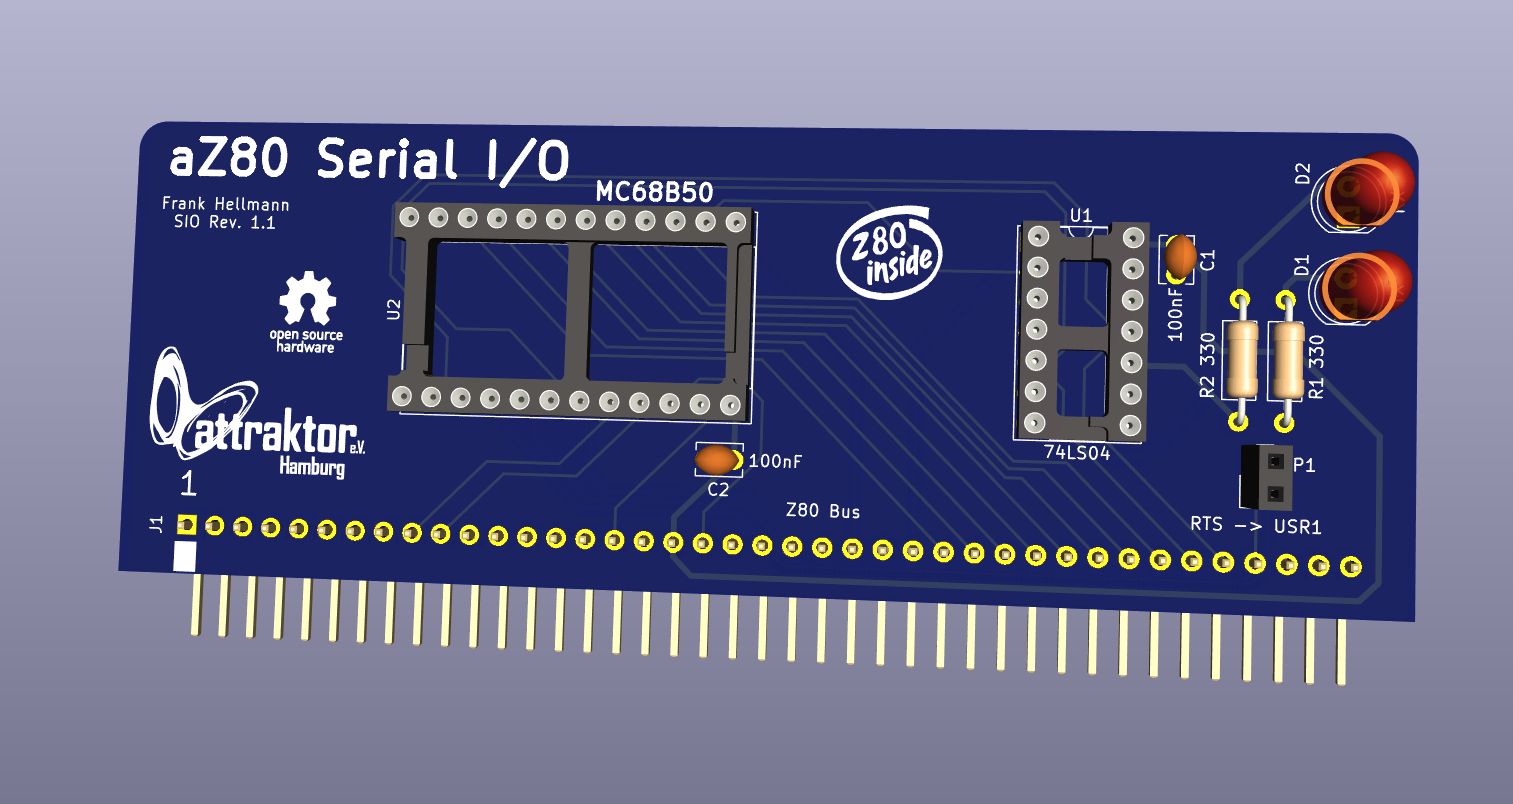 aZ80 Serial I/O
MC68B50
Frank Hellmann
SIO Rev. 1.1
open source
hardware
attraktor e.V.
Hamburg
1
J1
U2
100nF
C2
Z80
inside
Z80 Bus
U1
74LS04
C1
100nF
D2
D1
R2 330
R1 330
P1
RTS -> USR1